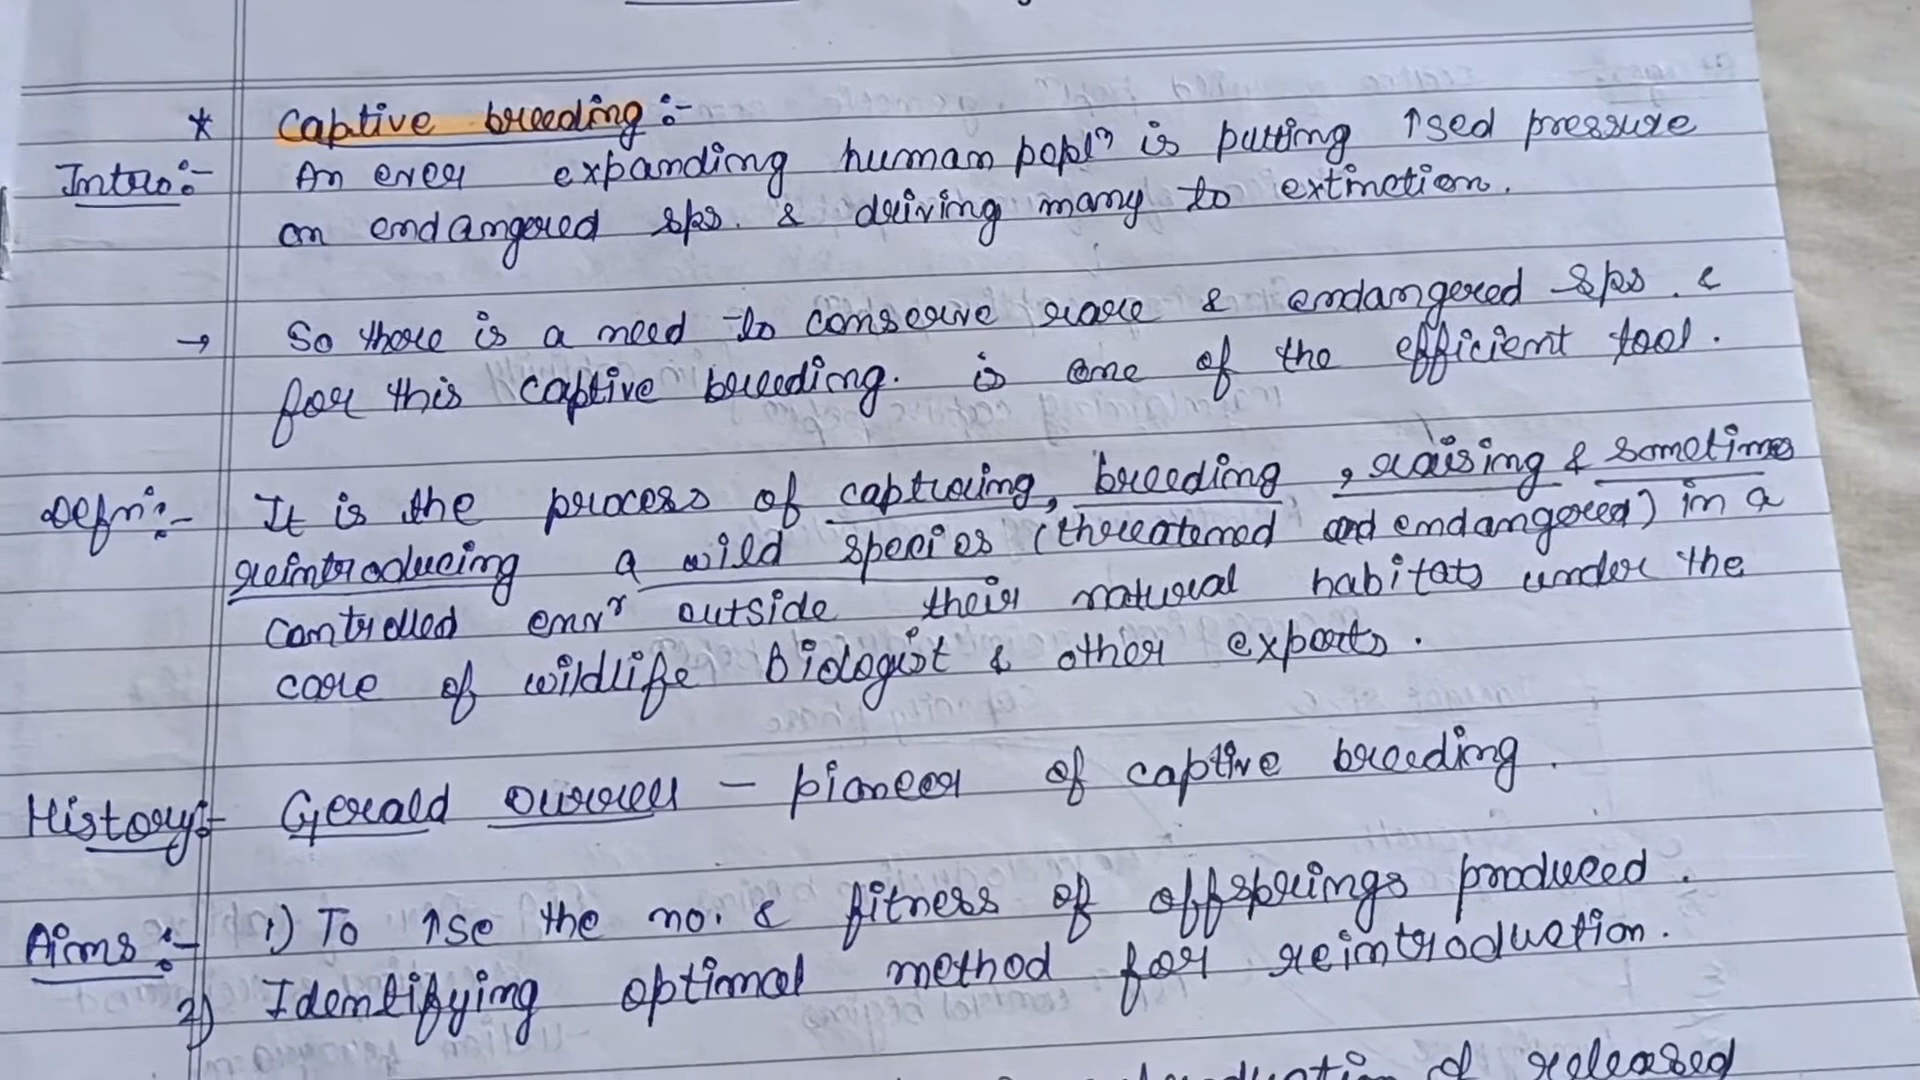 * Captive breeding :-
Intro :- An ever expanding human popln is putting ↑sed pressure
on endangered sps. & driving many to extinction.
→ So there is a need to conserve rare & endangered sps. &
for this captive breeding. is one of the efficient tool.
Defn :- It is the process of capturing, breeding, raising & sometimes
reintroducing a wild species (threatened and endangered) in a
controlled envr outside their natural habitats under the
care of wildlife Biologist & other experts.
History :- Gerald Durrell - pioneer of captive breeding.
Aims :- 1) To ↑se the no. & fitness of offsprings produced.
2) Identifying optimal method for reintroduction.
of released